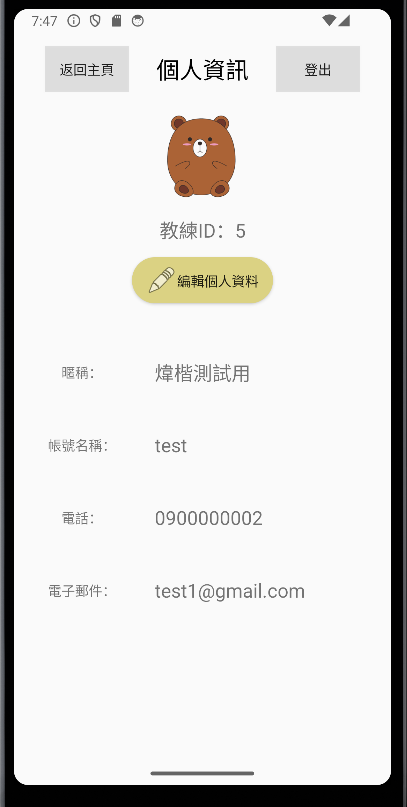 7:47
返回主頁
個人資訊
登出
教練ID：5
編輯個人資料
暱稱：
煒楷測試用
帳號名稱：
test
電話：
0900000002
電子郵件：
test1@gmail.com